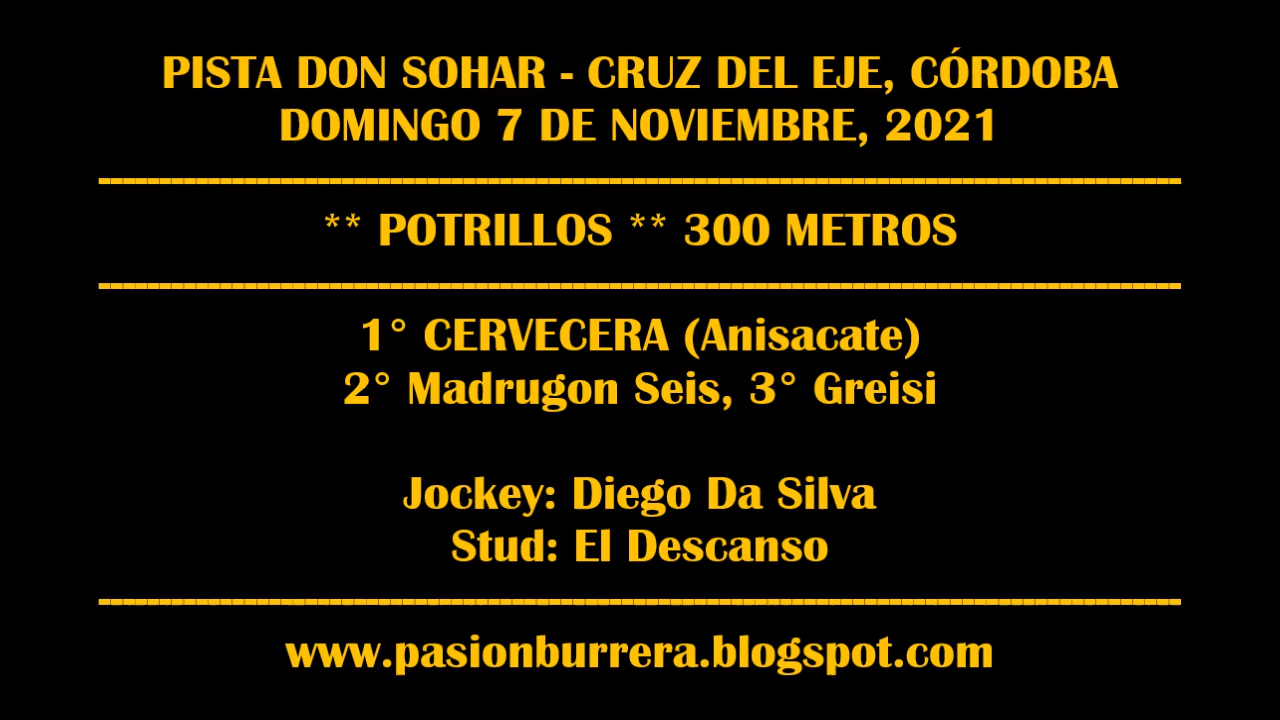 PISTA DON SOHAR - CRUZ DEL EJE, CÓRDOBA
DOMINGO 7 DE NOVIEMBRE, 2021
** POTRILLOS ** 300 METROS
1° CERVECERA (Anisacate)
2° Madrugon Seis, 3° Greisi
Jockey: Diego Da Silva
Stud: El Descanso
www.pasionburrera.blogspot.com